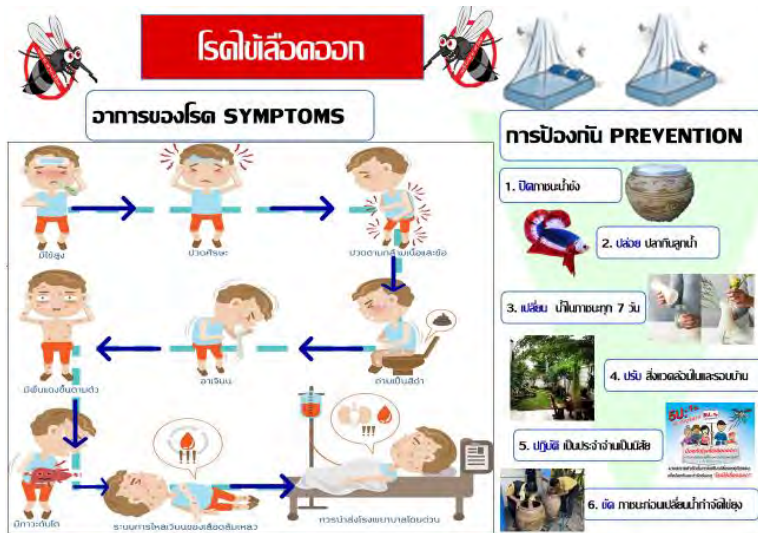 โรคไข้เลือดออก
อาการของโรค SYMPTOMS
มีไข้สูง
ปวดศีรษะ
ปวดตามกล้ามเนื้อและข้อ
ถ่ายเป็นสีดำ
อาเจียน
มีผื่นแดงขึ้นตามตัว
มีภาวะตับโต
ระบบการไหลเวียนของเลือดล้มเหลว
ควรนำส่งโรงพยาบาลโดยด่วน
การป้องกัน PREVENTION
1. ปิดภาชนะน้ำขัง
2. ปล่อย ปลากินลูกน้ำ
3. เปลี่ยน น้ำในภาชนะทุก 7 วัน
4. ปรับ สิ่งแวดล้อมในและรอบบ้าน
5. ปฏิบัติ เป็นประจำจนเป็นนิสัย
6. ขัด ภาชนะก่อนเปลี่ยนน้ำกำจัดไข่ยุง